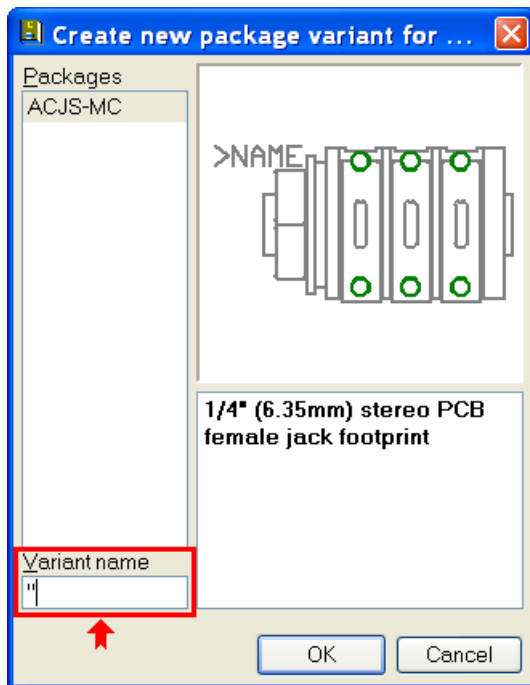 Create new package variant for ...
Packages
ACJS-MC
>NAME
1/4" (6.35mm) stereo PCB
female jack footprint
Variant name
"
OK
Cancel